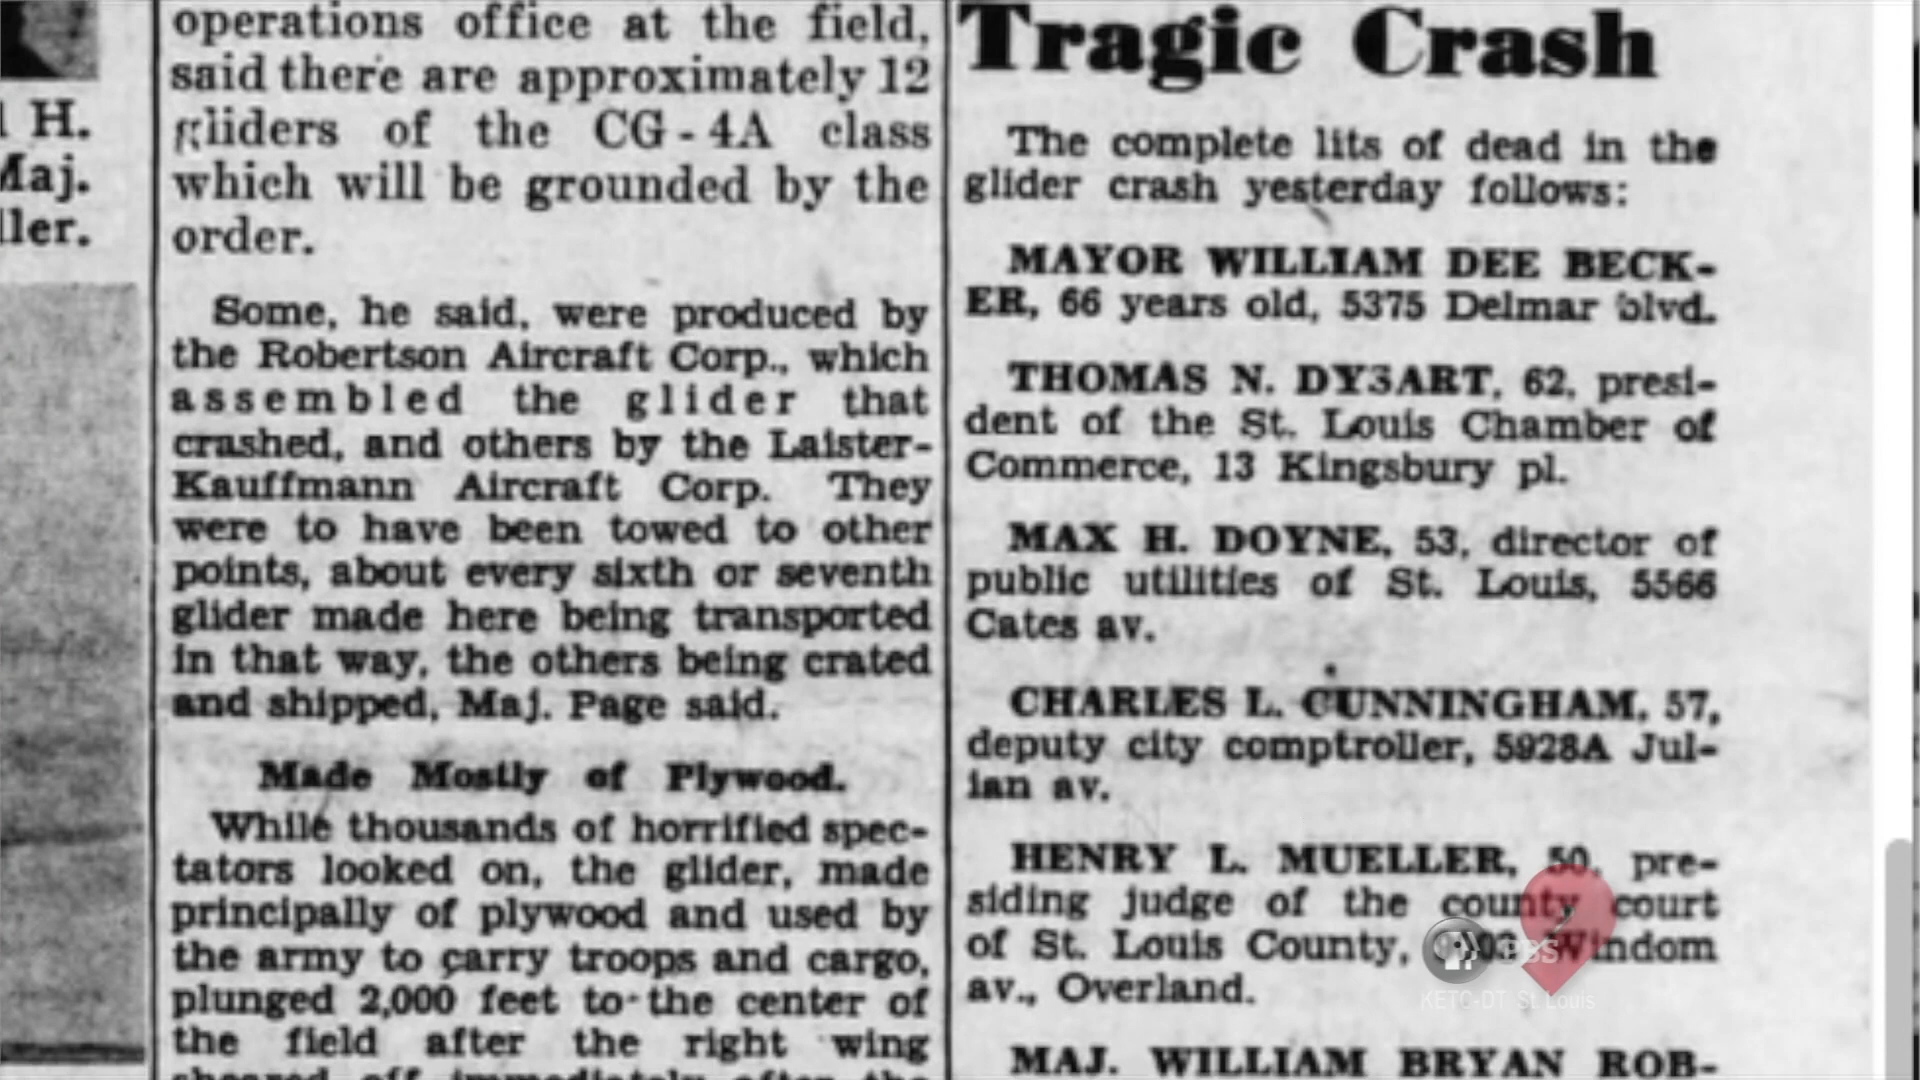 H.
Maj.
ller.
operations office at the field,
said there are approximately 12
gliders of the CG-4A class
which will be grounded by the
order.
Some, he said, were produced by
the Robertson Aircraft Corp., which
assembled the glider that
crashed, and others by the Laister-
Kauffmann Aircraft Corp. They
were to have been towed to other
points, about every sixth or seventh
glider made here being transported
in that way, the others being crated
and shipped, Maj. Page said.
Made Mostly of Plywood.
While thousands of horrified spec-
tators looked on, the glider, made
principally of plywood and used by
the army to carry troops and cargo,
plunged 2,000 feet to the center of
the field after the right wing
sheared off immediately after the
Tragic Crash
The complete lits of dead in the
glider crash yesterday follows:
MAYOR WILLIAM DEE BECK-
ER, 66 years old, 5375 Delmar blvd.
THOMAS N. DYSART, 62, presi-
dent of the St. Louis Chamber of
Commerce, 13 Kingsbury pl.
MAX H. DOYNE, 53, director of
public utilities of St. Louis, 5566
Cates av.
CHARLES L. CUNNINGHAM, 57,
deputy city comptroller, 5928A Jul-
ian av.
HENRY L. MUELLER, 50, pre-
siding judge of the county court
of St. Louis County, Windom
av., Overland.
MAJ. WILLIAM BRYAN ROB-
PBS
KETC-DT St Louis